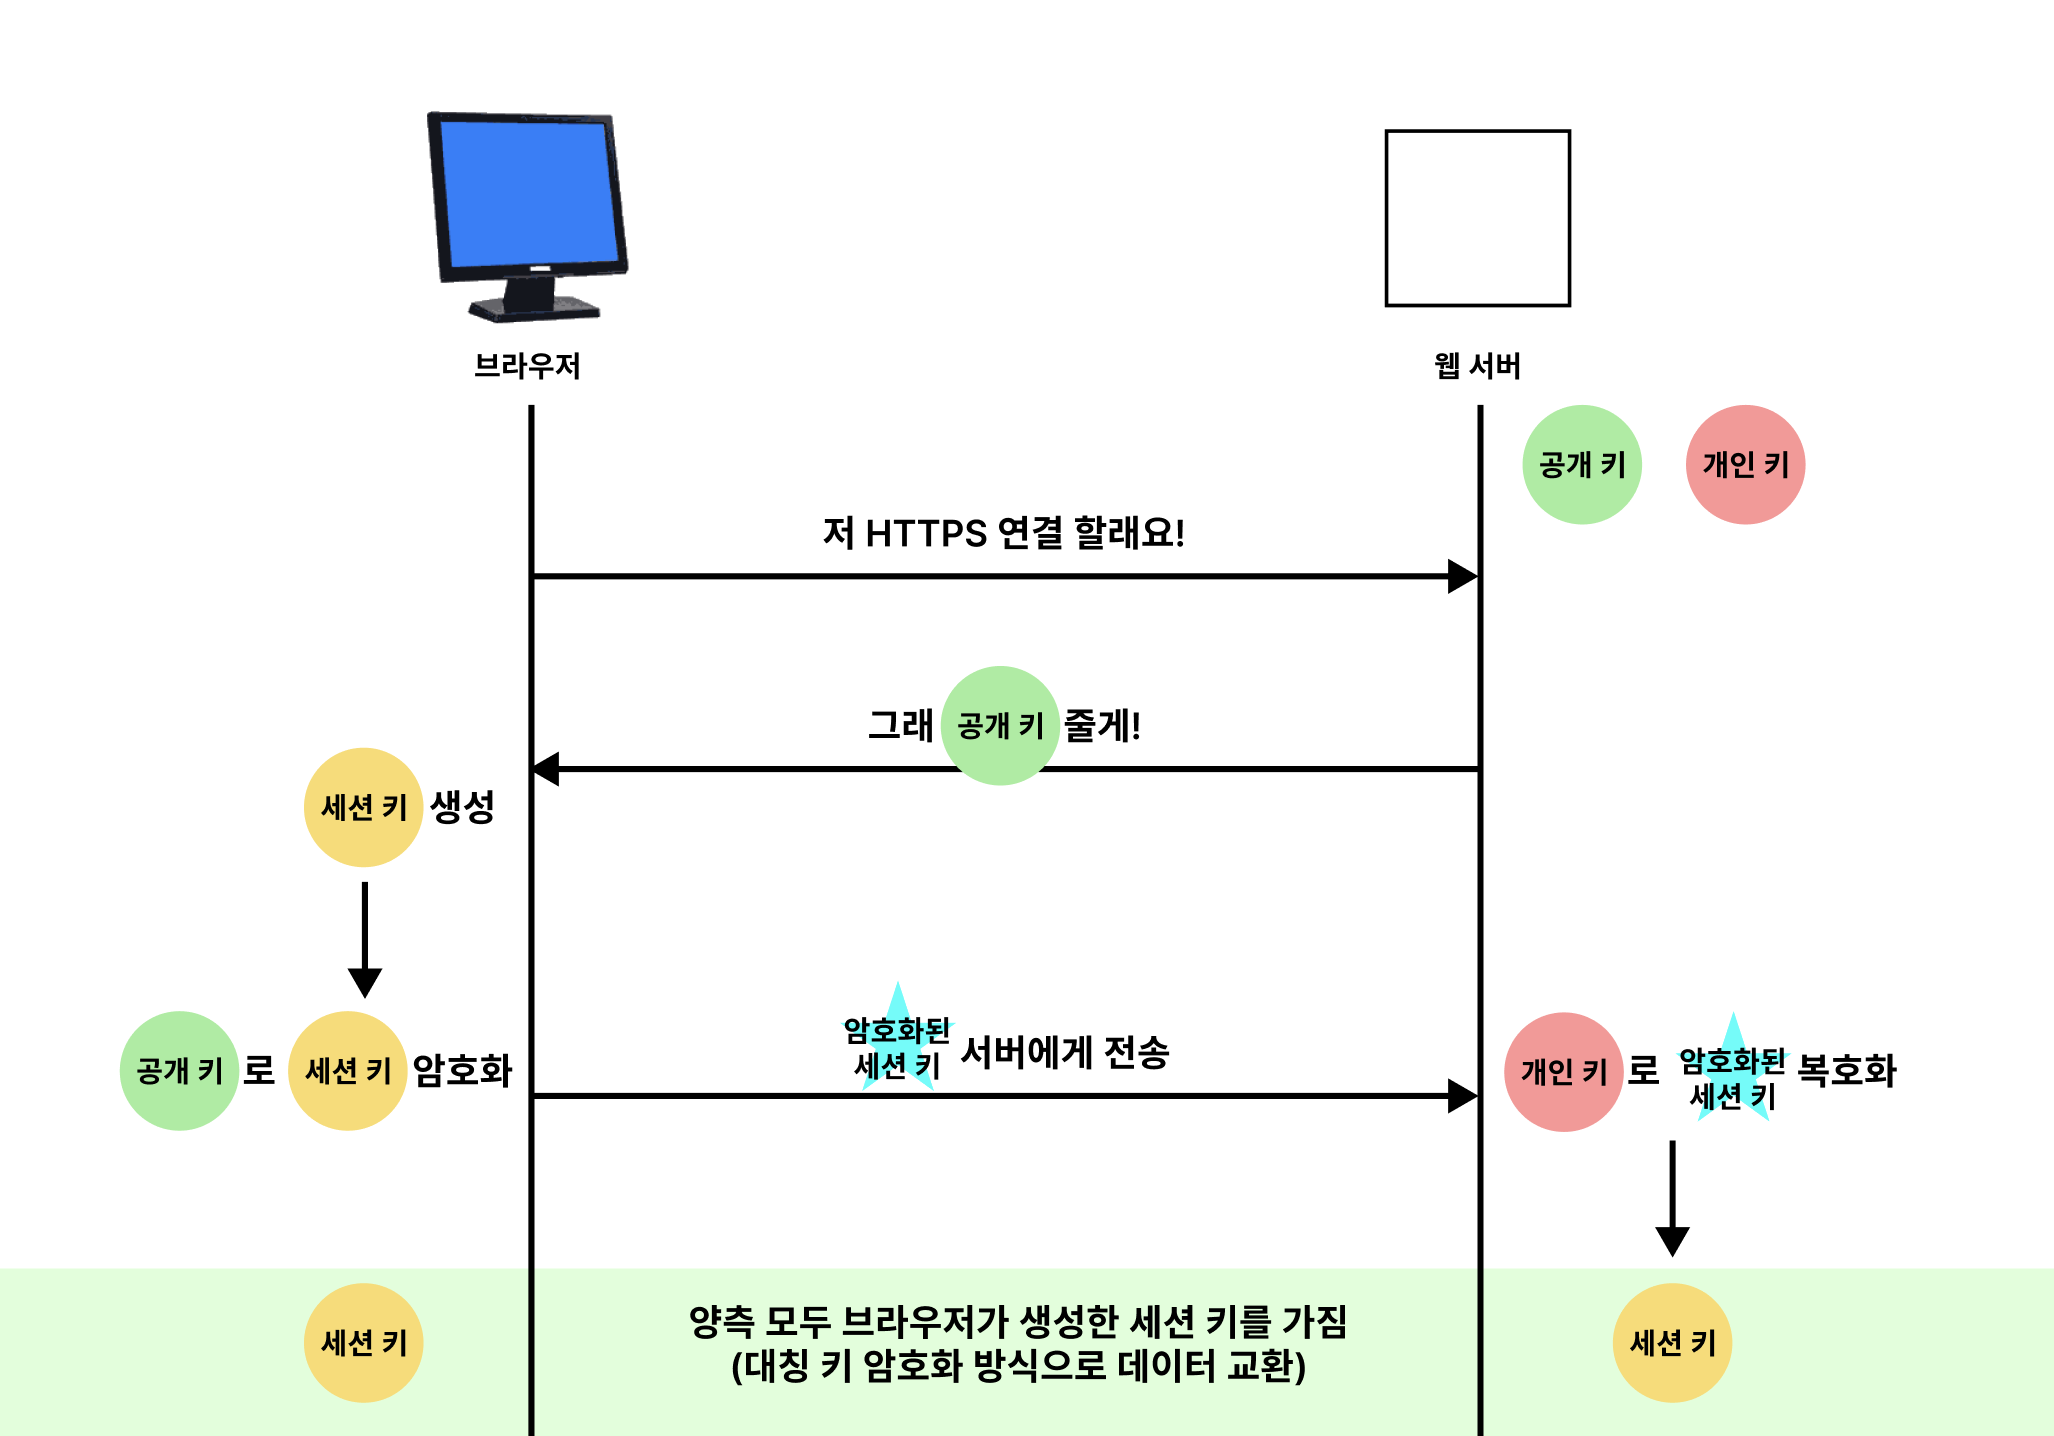 브라우저
웹 서버
공개 키
개인 키
저 HTTPS 연결 할래요!
그래 공개 키 줄게!
세션 키 생성
공개 키 로 세션 키 암호화
암호화된
세션 키 서버에게 전송
개인 키 로 암호화된
세션 키 복호화
세션 키
양측 모두 브라우저가 생성한 세션 키를 가짐
(대칭 키 암호화 방식으로 데이터 교환)
세션 키